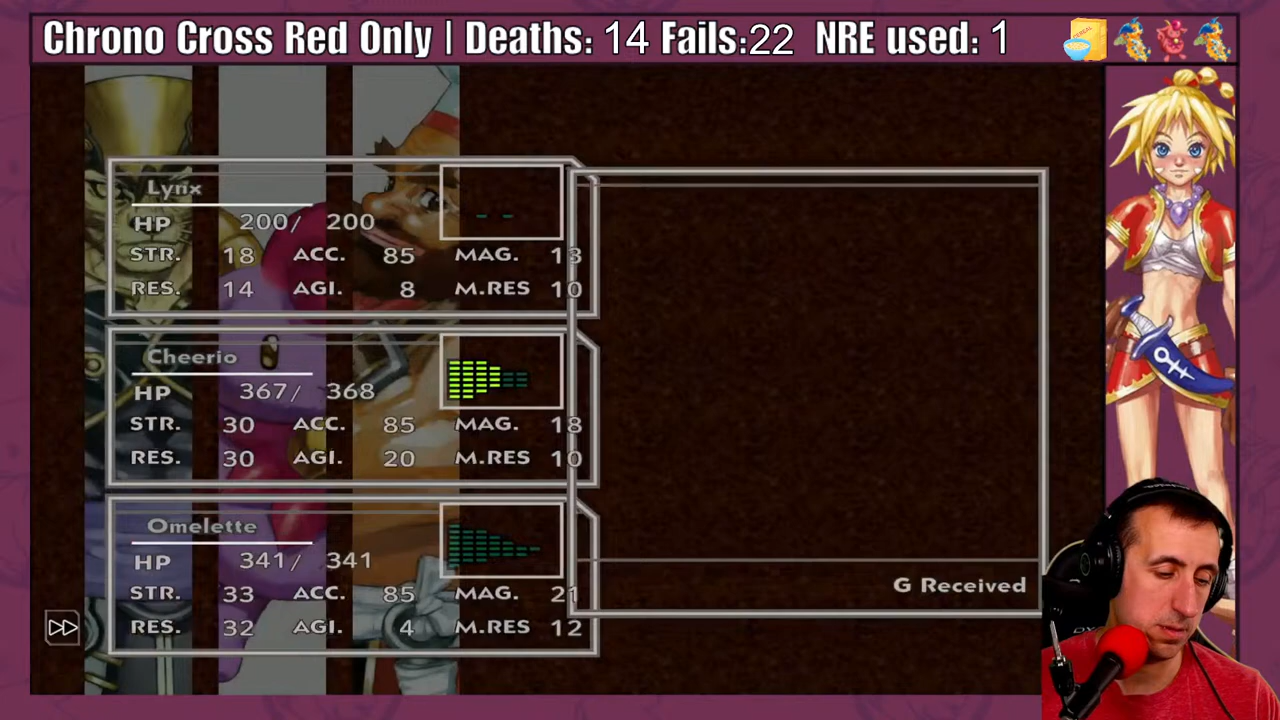 Chrono Cross Red Only | Deaths: 14 Fails:22 NRE used: 1
Lynx
HP 200/ 200
STR. 18 ACC. 85 MAG. 13
RES. 14 AGI. 8 M.RES 10
Cheerio
HP 367/ 368
STR. 30 ACC. 85 MAG. 18
RES. 30 AGI. 20 M.RES 10
Omelette
HP 341/ 341
STR. 33 ACC. 85 MAG. 21
RES. 32 AGI. 4 M.RES 12
G Received